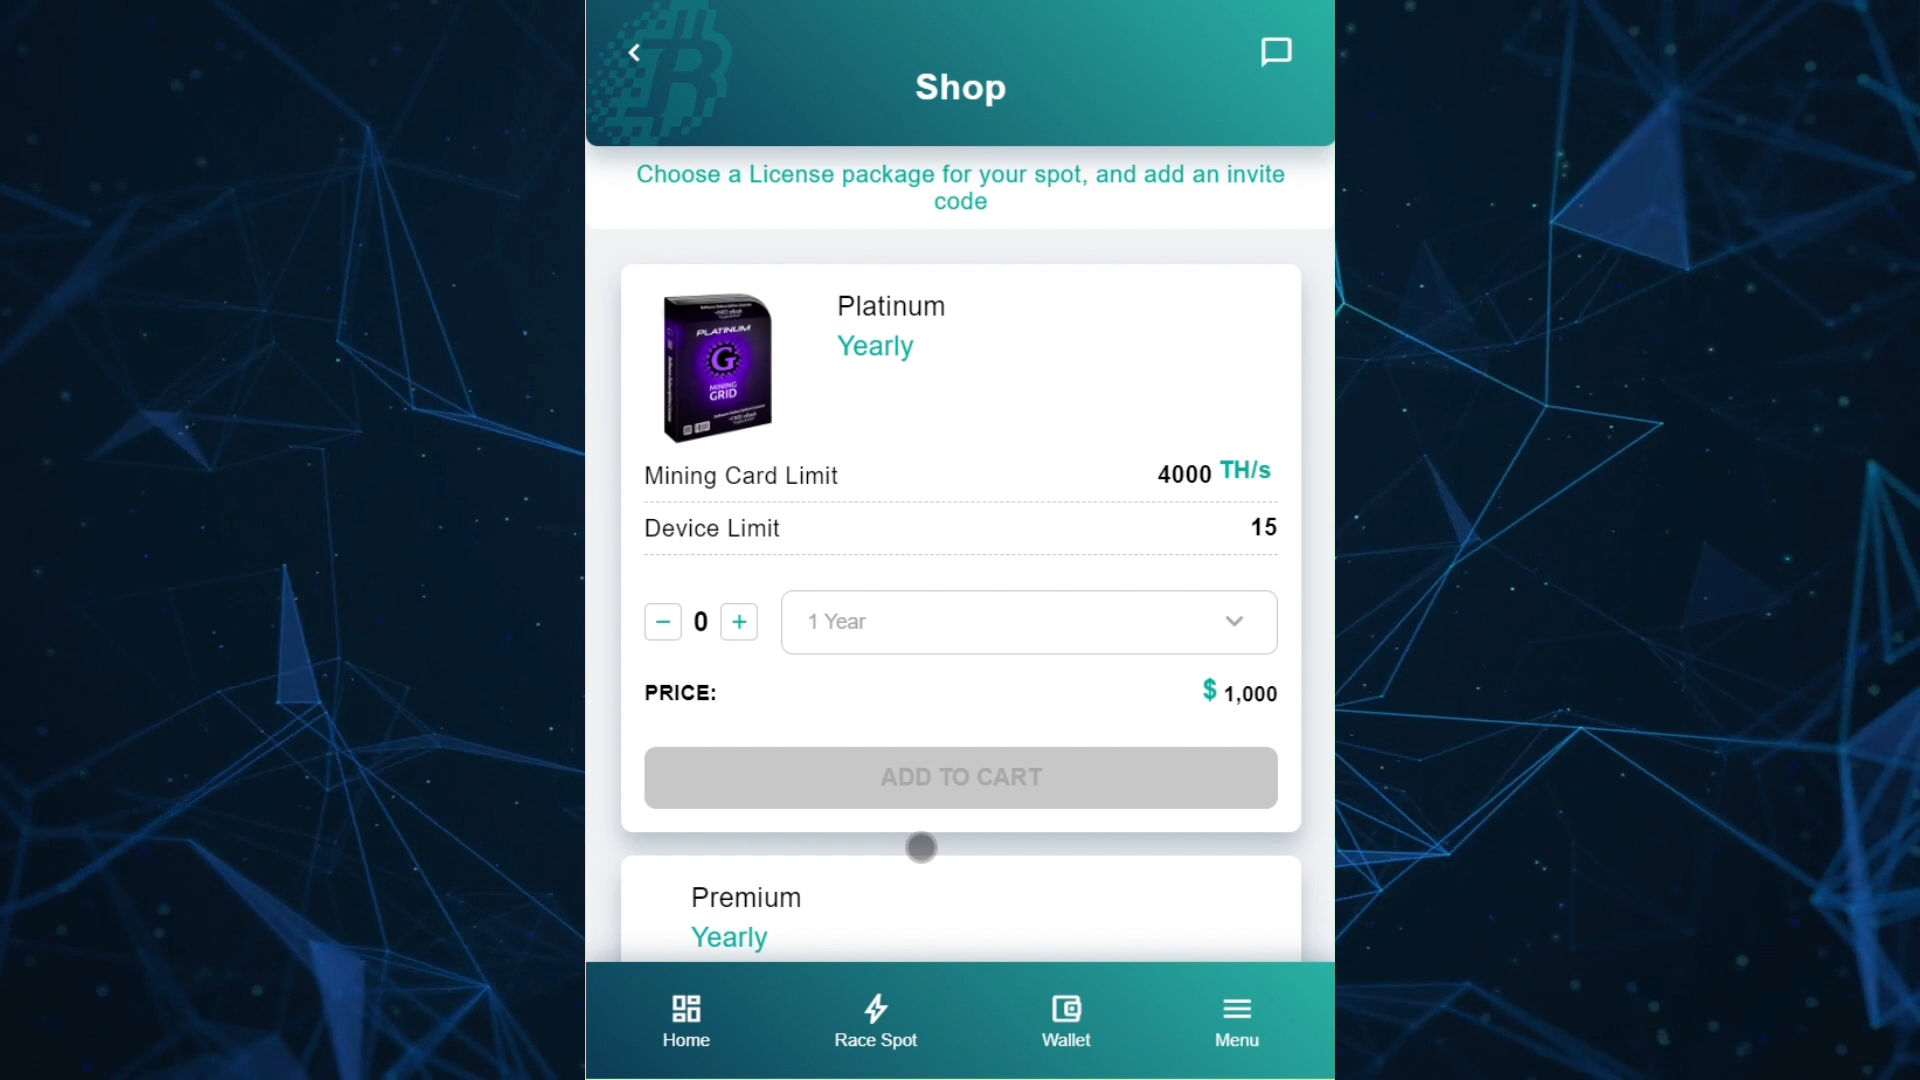 Shop
Choose a License package for your spot, and add an invite
code
Platinum
Yearly
PLATINUM
G
MINING
GRID
Mining Card Limit 4000 TH/s
Device Limit 15
− 0 + 1 Year
PRICE: $ 1,000
ADD TO CART
Premium
Yearly
Home Race Spot Wallet Menu